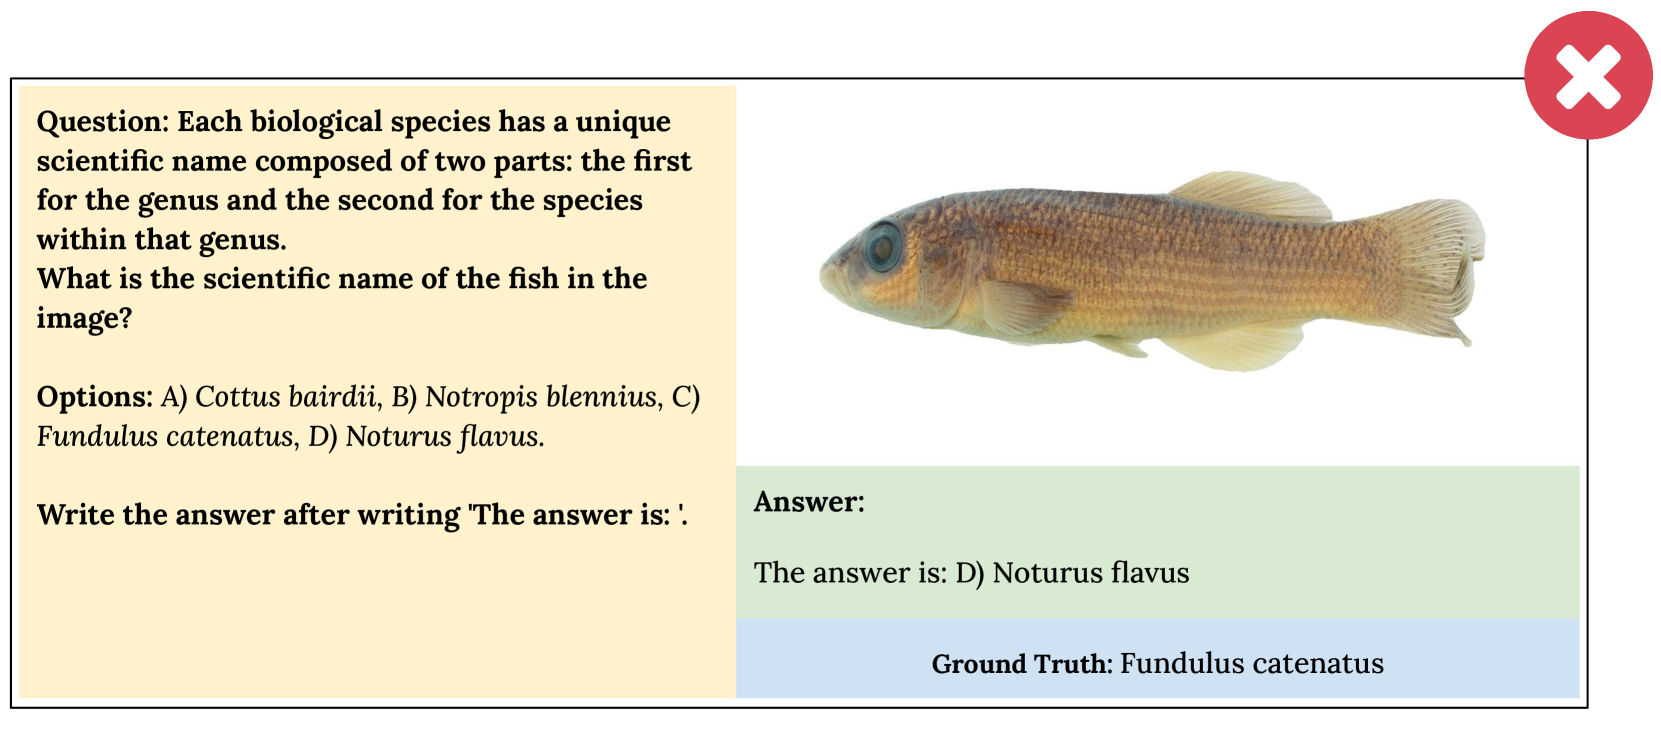 Question: Each biological species has a unique
scientific name composed of two parts: the first
for the genus and the second for the species
within that genus.
What is the scientific name of the fish in the
image?
Options: A) Cottus bairdii, B) Notropis blennius, C)
Fundulus catenatus, D) Noturus flavus.
Write the answer after writing 'The answer is: '.
Answer:
The answer is: D) Noturus flavus
Ground Truth: Fundulus catenatus